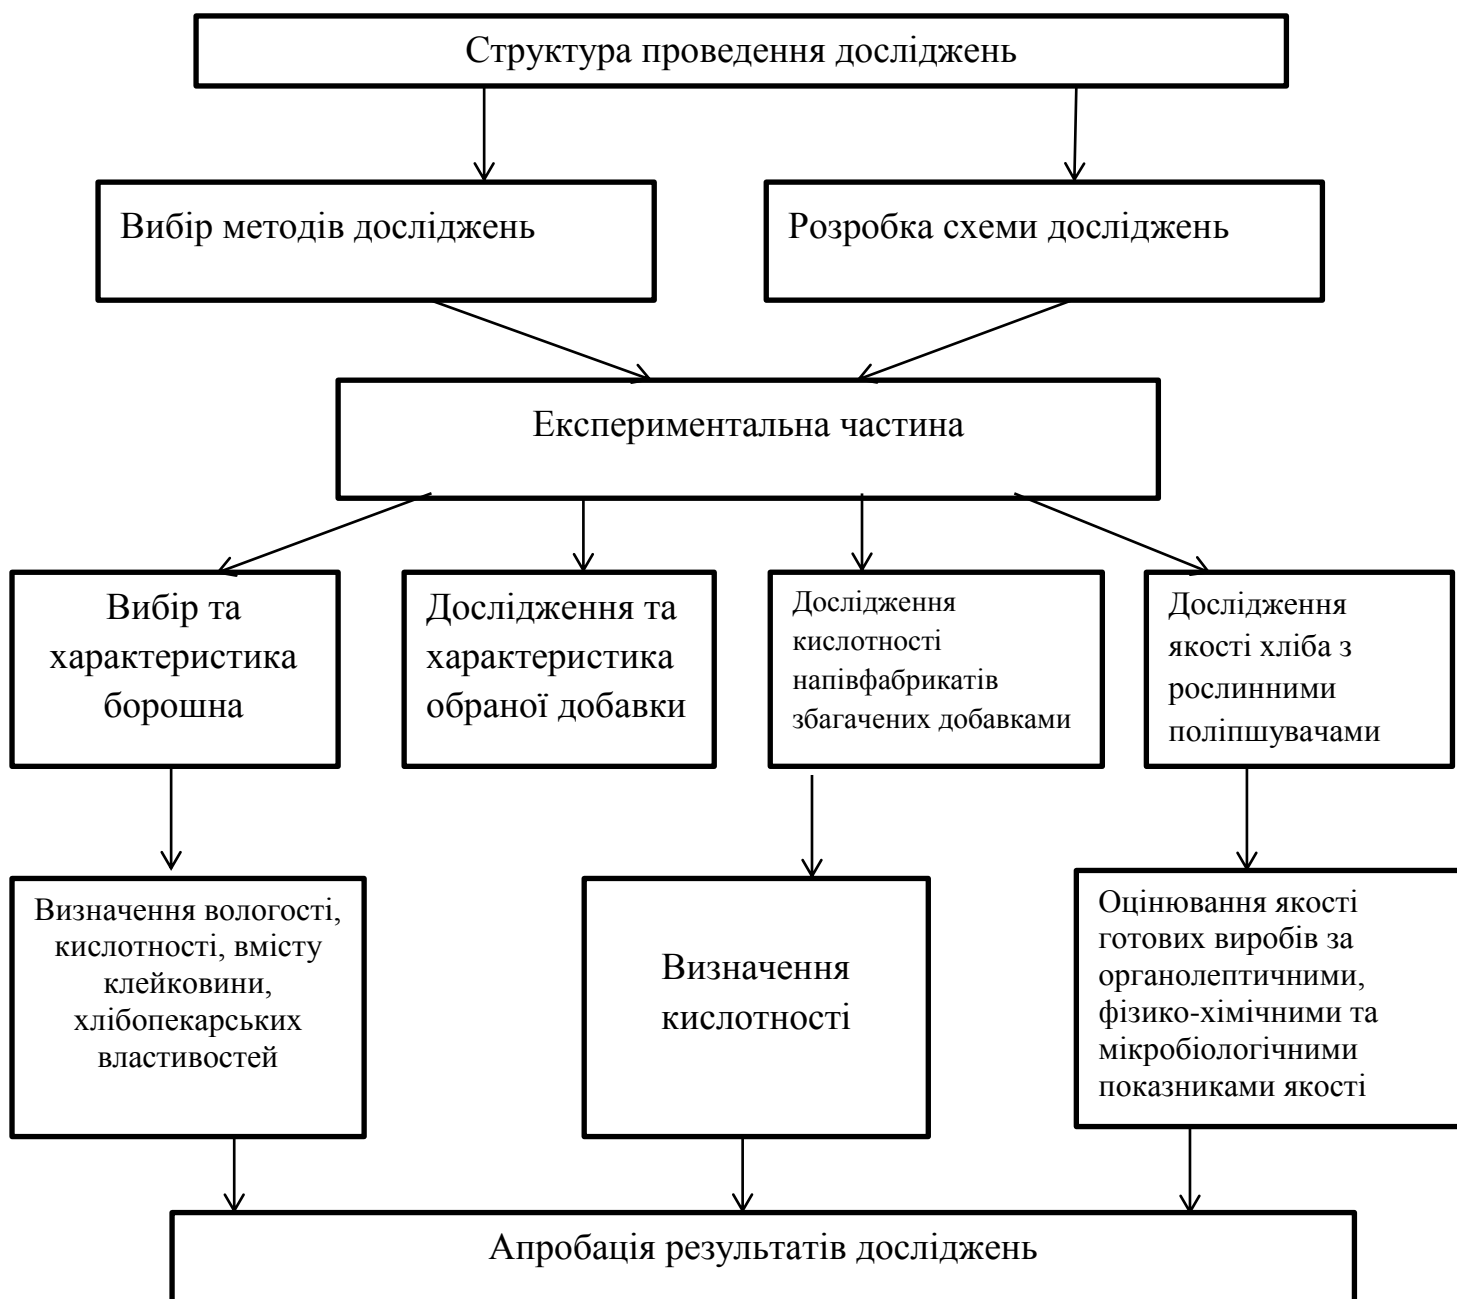 Структура проведення досліджень
Вибір методів досліджень
Розробка схеми досліджень
Експериментальна частина
Вибір та
характеристика
борошна
Дослідження та
характеристика
обраної добавки
Дослідження
кислотності
напівфабрикатів
збагачених добавками
Дослідження
якості хліба з
рослинними
поліпшувачами
Визначення вологості,
кислотності, вмісту
клейковини,
хлібопекарських
властивостей
Визначення
кислотності
Оцінювання якості
готових виробів за
органолептичними,
фізико-хімічними та
мікробіологічними
показниками якості
Апробація результатів досліджень